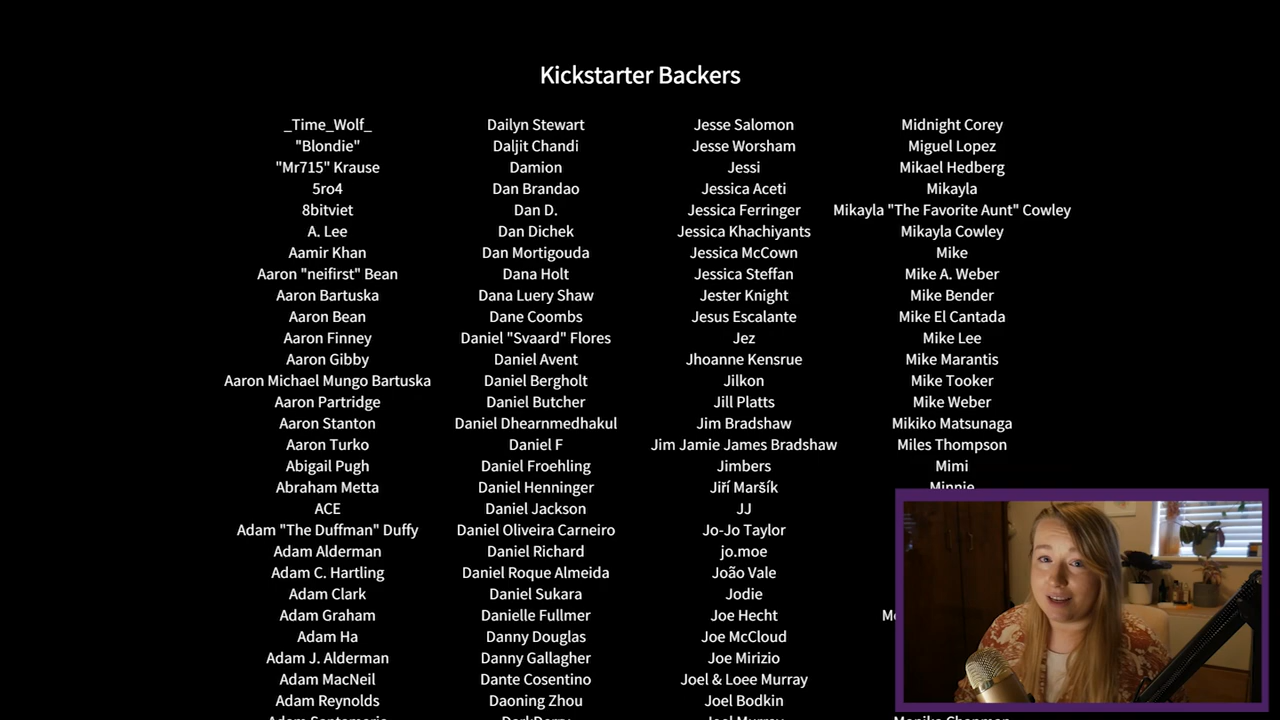 Kickstarter Backers
_Time_Wolf_
"Blondie"
"Mr715" Krause
5ro4
8bitviet
A. Lee
Aamir Khan
Aaron "neifirst" Bean
Aaron Bartuska
Aaron Bean
Aaron Finney
Aaron Gibby
Aaron Michael Mungo Bartuska
Aaron Partridge
Aaron Stanton
Aaron Turko
Abigail Pugh
Abraham Metta
ACE
Adam "The Duffman" Duffy
Adam Alderman
Adam C. Hartling
Adam Clark
Adam Graham
Adam Ha
Adam J. Alderman
Adam MacNeil
Adam Reynolds
Dailyn Stewart
Daljit Chandi
Damion
Dan Brandao
Dan D.
Dan Dichek
Dan Mortigouda
Dana Holt
Dana Luery Shaw
Dane Coombs
Daniel "Svaard" Flores
Daniel Avent
Daniel Bergholt
Daniel Butcher
Daniel Dhearnmedhakul
Daniel F
Daniel Froehling
Daniel Henninger
Daniel Jackson
Daniel Oliveira Carneiro
Daniel Richard
Daniel Roque Almeida
Daniel Sukara
Danielle Fullmer
Danny Douglas
Danny Gallagher
Dante Cosentino
Daoning Zhou
Jesse Salomon
Jesse Worsham
Jessi
Jessica Aceti
Jessica Ferringer
Jessica Khachiyants
Jessica McCown
Jessica Steffan
Jester Knight
Jesus Escalante
Jez
Jhoanne Kensrue
Jilkon
Jill Platts
Jim Bradshaw
Jim Jamie James Bradshaw
Jimbers
Jiří Maršík
JJ
Jo-Jo Taylor
jo.moe
João Vale
Jodie
Joe Hecht
Joe McCloud
Joe Mirizio
Joel & Loee Murray
Joel Bodkin
Midnight Corey
Miguel Lopez
Mikael Hedberg
Mikayla
Mikayla "The Favorite Aunt" Cowley
Mikayla Cowley
Mike
Mike A. Weber
Mike Bender
Mike El Cantada
Mike Lee
Mike Marantis
Mike Tooker
Mike Weber
Mikiko Matsunaga
Miles Thompson
Mimi
Minnie